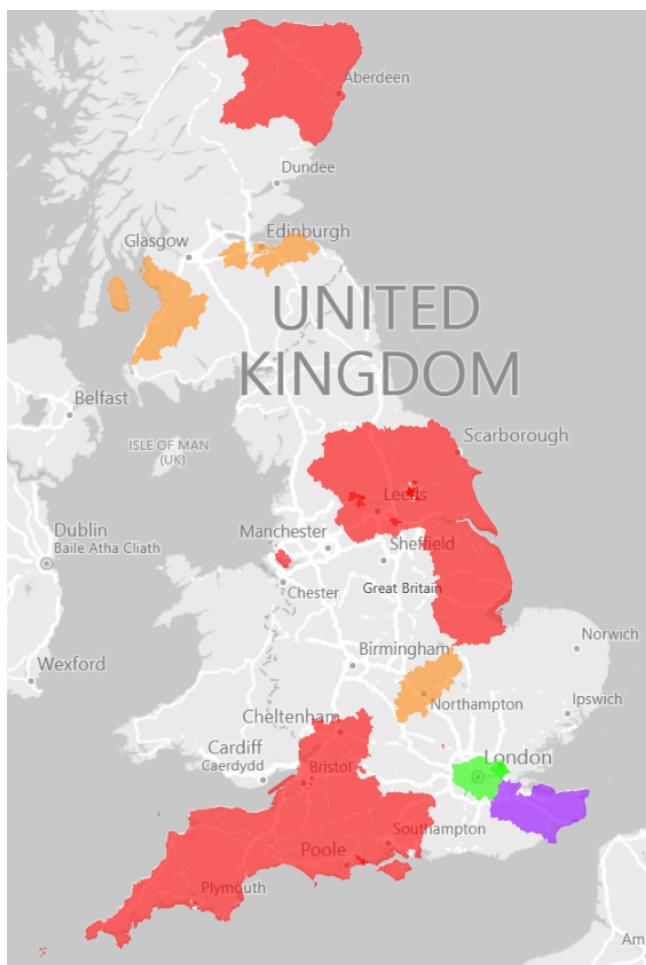 Aberdeen
Dundee
Edinburgh
Glasgow
UNITED
KINGDOM
Belfast
ISLE OF MAN
(UK)
Scarborough
Leeds
Dublin
Baile Atha Cliath
Manchester
Sheffield
Great Britain
Chester
Norwich
Wexford
Birmingham
Northampton
Ipswich
Cheltenham
Cardiff
Caerdydd
London
Bristol
Southampton
Poole
Plymouth
Am